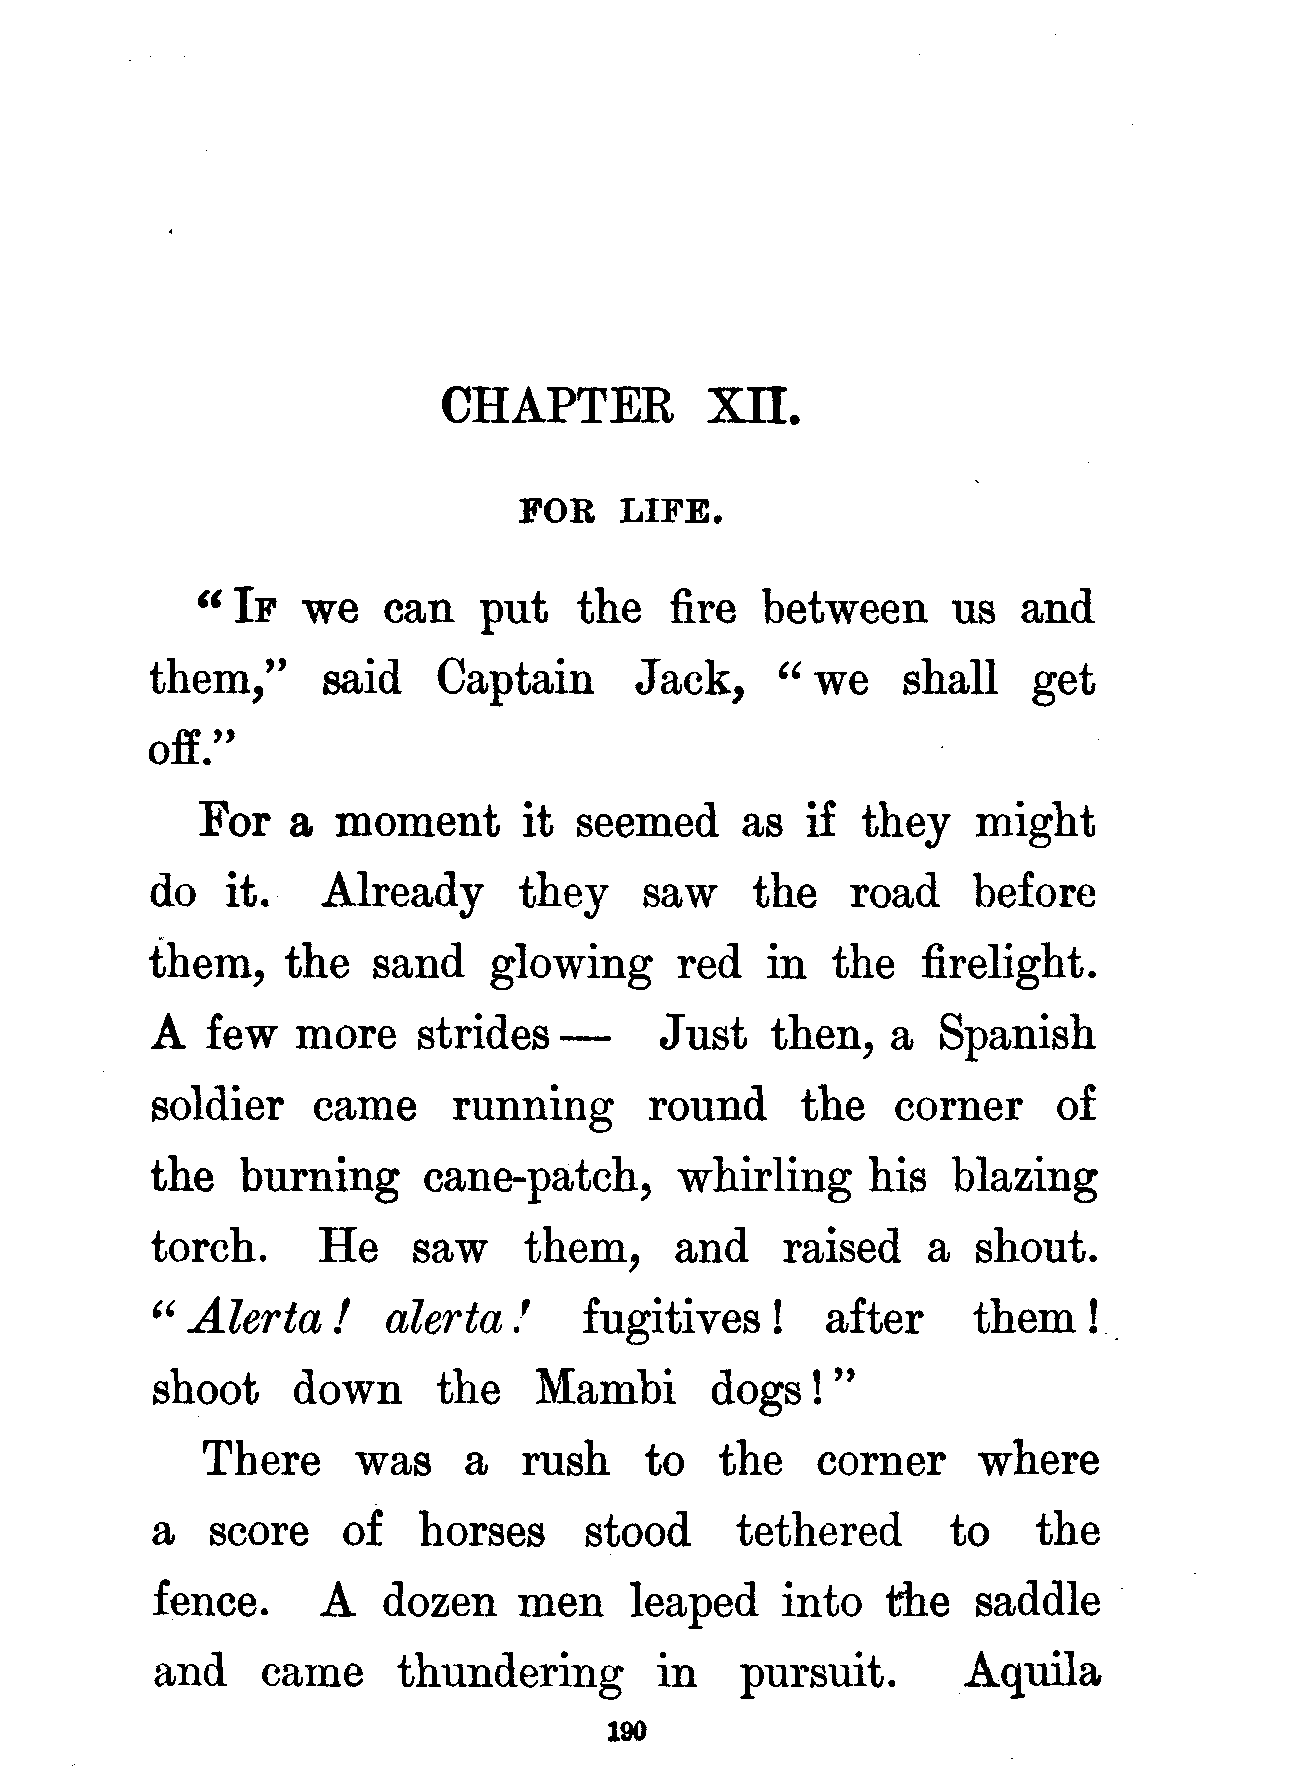 CHAPTER XII.
FOR LIFE.
“IF we can put the fire between us and
them,” said Captain Jack, “we shall get
off.”
For a moment it seemed as if they might
do it. Already they saw the road before
them, the sand glowing red in the firelight.
A few more strides— Just then, a Spanish
soldier came running round the corner of
the burning cane-patch, whirling his blazing
torch. He saw them, and raised a shout.
“Alerta! alerta! fugitives! after them!
shoot down the Mambi dogs!”
There was a rush to the corner where
a score of horses stood tethered to the
fence. A dozen men leaped into the saddle
and came thundering in pursuit. Aquila
190